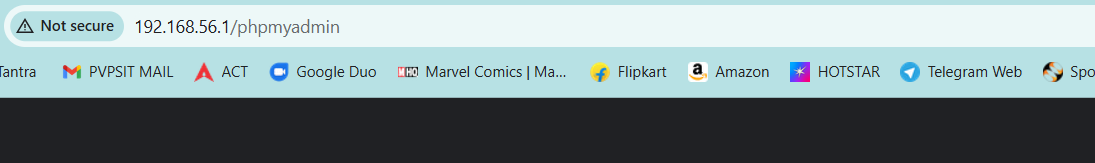 Not secure 192.168.56.1/phpmyadmin
Tantra PVPSIT MAIL ACT Google Duo Marvel Comics | Ma... Flipkart Amazon HOTSTAR Telegram Web Spo